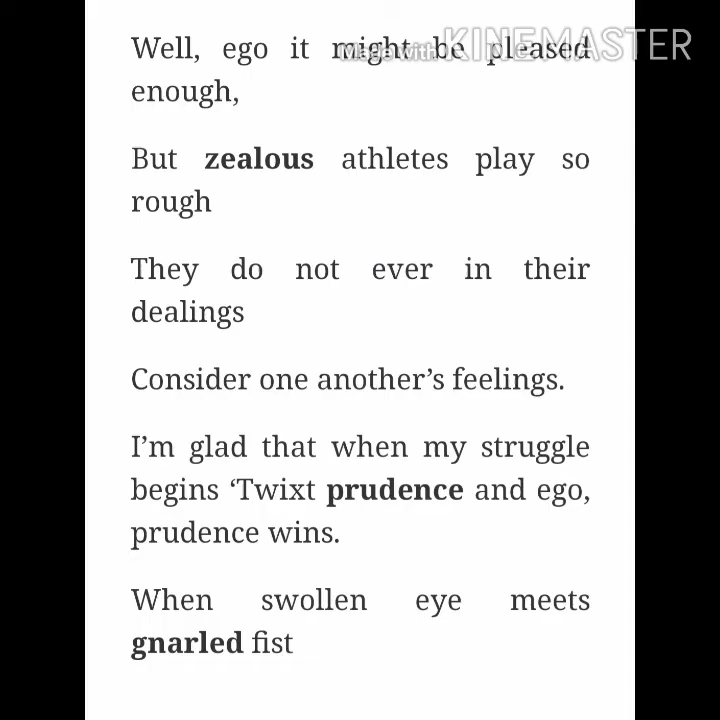 Made with KINEMASTER
Well, ego it might be pleased
enough,
But zealous athletes play so
rough
They do not ever in their
dealings
Consider one another’s feelings.
I’m glad that when my struggle
begins ‘Twixt prudence and ego,
prudence wins.
When swollen eye meets
gnarled fist